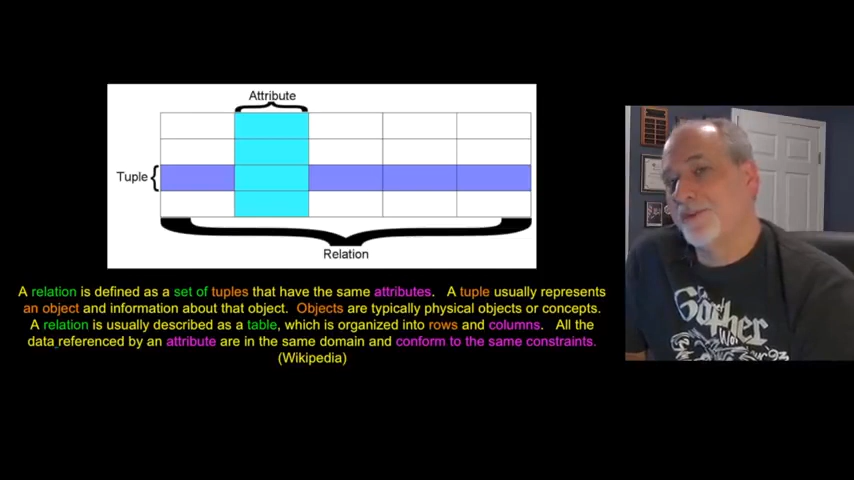 Attribute
Tuple
Relation
A relation is defined as a set of tuples that have the same attributes. A tuple usually represents
an object and information about that object. Objects are typically physical objects or concepts.
A relation is usually described as a table, which is organized into rows and columns. All the
data referenced by an attribute are in the same domain and conform to the same constraints.
(Wikipedia)
Gopher